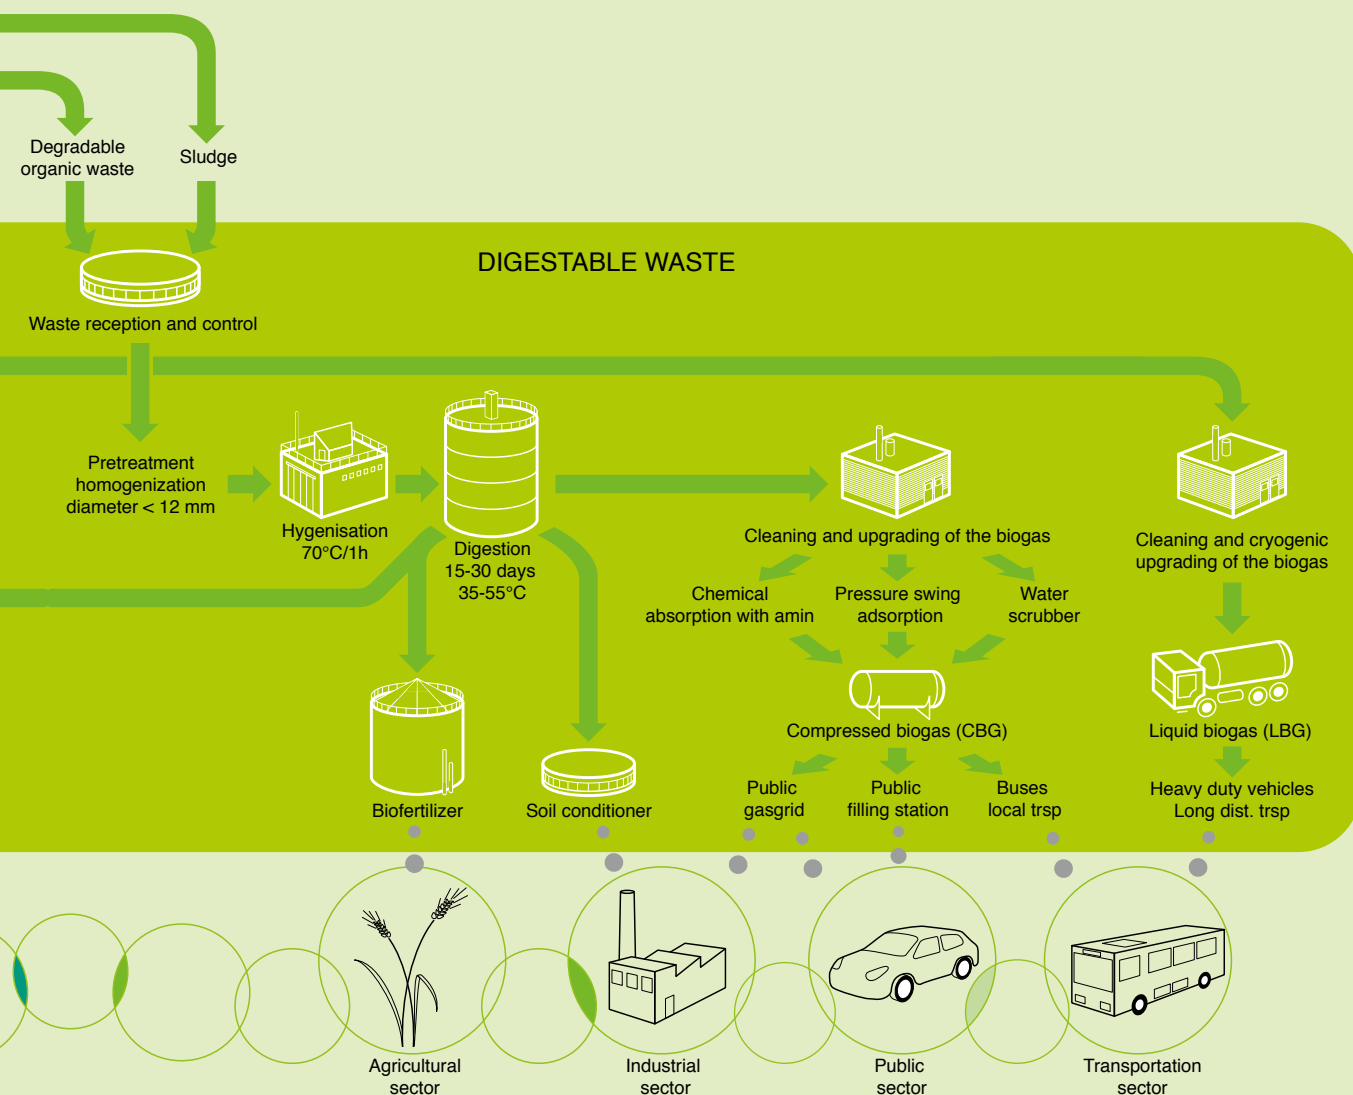 Degradable
organic waste
Sludge
DIGESTABLE WASTE
Waste reception and control
Pretreatment
homogenization
diameter < 12 mm
Hygenisation
70°C/1h
Digestion
15-30 days
35-55°C
Cleaning and upgrading of the biogas
Cleaning and cryogenic
upgrading of the biogas
Chemical
absorption with amin
Pressure swing
adsorption
Water
scrubber
Compressed biogas (CBG)
Liquid biogas (LBG)
Biofertilizer
Soil conditioner
Public
gasgrid
Public
filling station
Buses
local trsp
Heavy duty vehicles
Long dist. trsp
Agricultural
sector
Industrial
sector
Public
sector
Transportation
sector